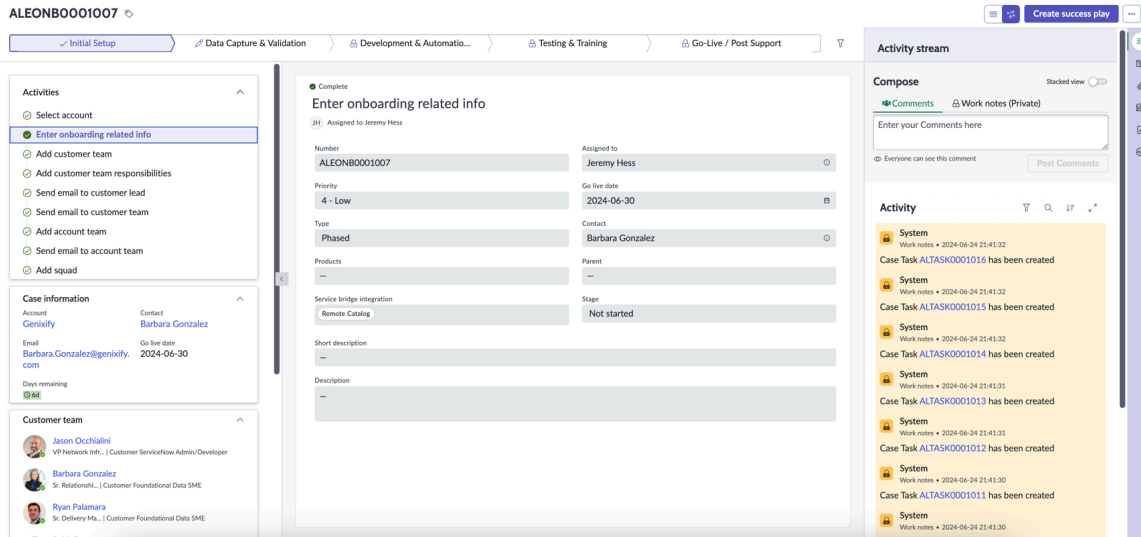 ALEONB0001007
Create success play
Initial Setup
Data Capture & Validation
Development & Automatio...
Testing & Training
Go-Live / Post Support
Activities
Select account
Enter onboarding related info
Add customer team
Add customer team responsibilities
Send email to customer lead
Send email to customer team
Add account team
Send email to account team
Add squad
Case information
Account
Contact
Genixify
Barbara Gonzalez
Email
Go live date
Barbara.Gonzalez@genixify.
com
2024-06-30
Days remaining
6d
Customer team
Jason Occhialini
VP Network Infr... | Customer ServiceNow Admin/Developer
Barbara Gonzalez
Sr. Relationshi... | Customer Foundational Data SME
Ryan Palamara
Sr. Delivery Ma... | Customer Foundational Data SME
Complete
Enter onboarding related info
JH Assigned to Jeremy Hess
Number
ALEONB0001007
Assigned to
Jeremy Hess
Priority
4 - Low
Go live date
2024-06-30
Type
Phased
Contact
Barbara Gonzalez
Products
—
Parent
—
Service bridge integration
Remote Catalog
Stage
Not started
Short description
—
Description
—
Activity stream
Compose
Stacked view
Comments
Work notes (Private)
Enter your Comments here
Everyone can see this comment
Post Comments
Activity
System
Work notes • 2024-06-24 21:41:32
Case Task ALTASK0001016 has been created
System
Work notes • 2024-06-24 21:41:32
Case Task ALTASK0001015 has been created
System
Work notes • 2024-06-24 21:41:32
Case Task ALTASK0001014 has been created
System
Work notes • 2024-06-24 21:41:31
Case Task ALTASK0001013 has been created
System
Work notes • 2024-06-24 21:41:31
Case Task ALTASK0001012 has been created
System
Work notes • 2024-06-24 21:41:30
Case Task ALTASK0001011 has been created
System
Work notes • 2024-06-24 21:41:30